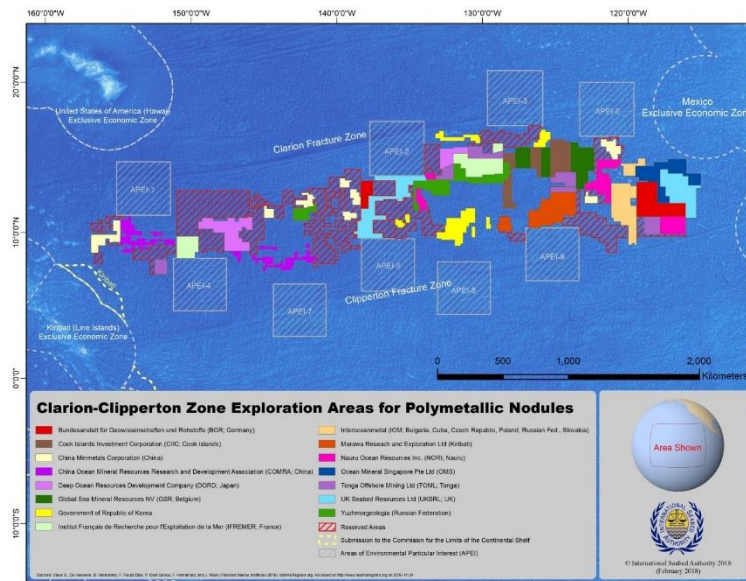 160°0'0"W 150°0'0"W 140°0'0"W 130°0'0"W 120°0'0"W
20°0'0"N
10°0'0"N
0°0'0"
10°0'0"S
United States of America (Hawaii)
Exclusive Economic Zone
Mexico
Exclusive Economic Zone
Clarion Fracture Zone
Clipperton Fracture Zone
APEI-1
APEI-2
APEI-3
APEI-4
APEI-5
APEI-7
APEI-9
Kiribati
Kiribati (Line Islands)
Exclusive Economic Zone
0 500 1,000 2,000
Kilometers
Clarion-Clipperton Zone Exploration Areas for Polymetallic Nodules
Bundesanstalt für Geowissenschaften und Rohstoffe (BGR; Germany)
Cook Islands Investment Corporation (CIIC; Cook Islands)
China Minmetals Corporation (China)
China Ocean Mineral Resources Research and Development Association (COMRA; China)
Deep Ocean Resources Development Company (DORD; Japan)
Global Sea Mineral Resources NV (GSR; Belgium)
Government of Republic of Korea
Institut Français de Recherche pour l'Exploitation de la Mer (IFREMER; France)
Interoceanmetal (IOM; Bulgaria, Cuba, Czech Republic, Poland, Russian Fed., Slovakia)
Marawa Reseach and Exploration Ltd (Kiribati)
Nauru Ocean Resources Inc. (NORI; Nauru)
Ocean Mineral Singapore Pte Ltd (OMS)
Tonga Offshore Mining Ltd (TOML; Tonga)
UK Seabed Resources Ltd (UKSRL; UK)
Yuzhmorgeologia (Russian Federation)
Reserved Areas
Submission to the Commission for the Limits of the Continental Shelf
Areas of Environmental Particular Interest (APEI)
Area Shown
INTERNATIONAL SEABED AUTHORITY
© International Seabed Authority 2018
(February 2018)